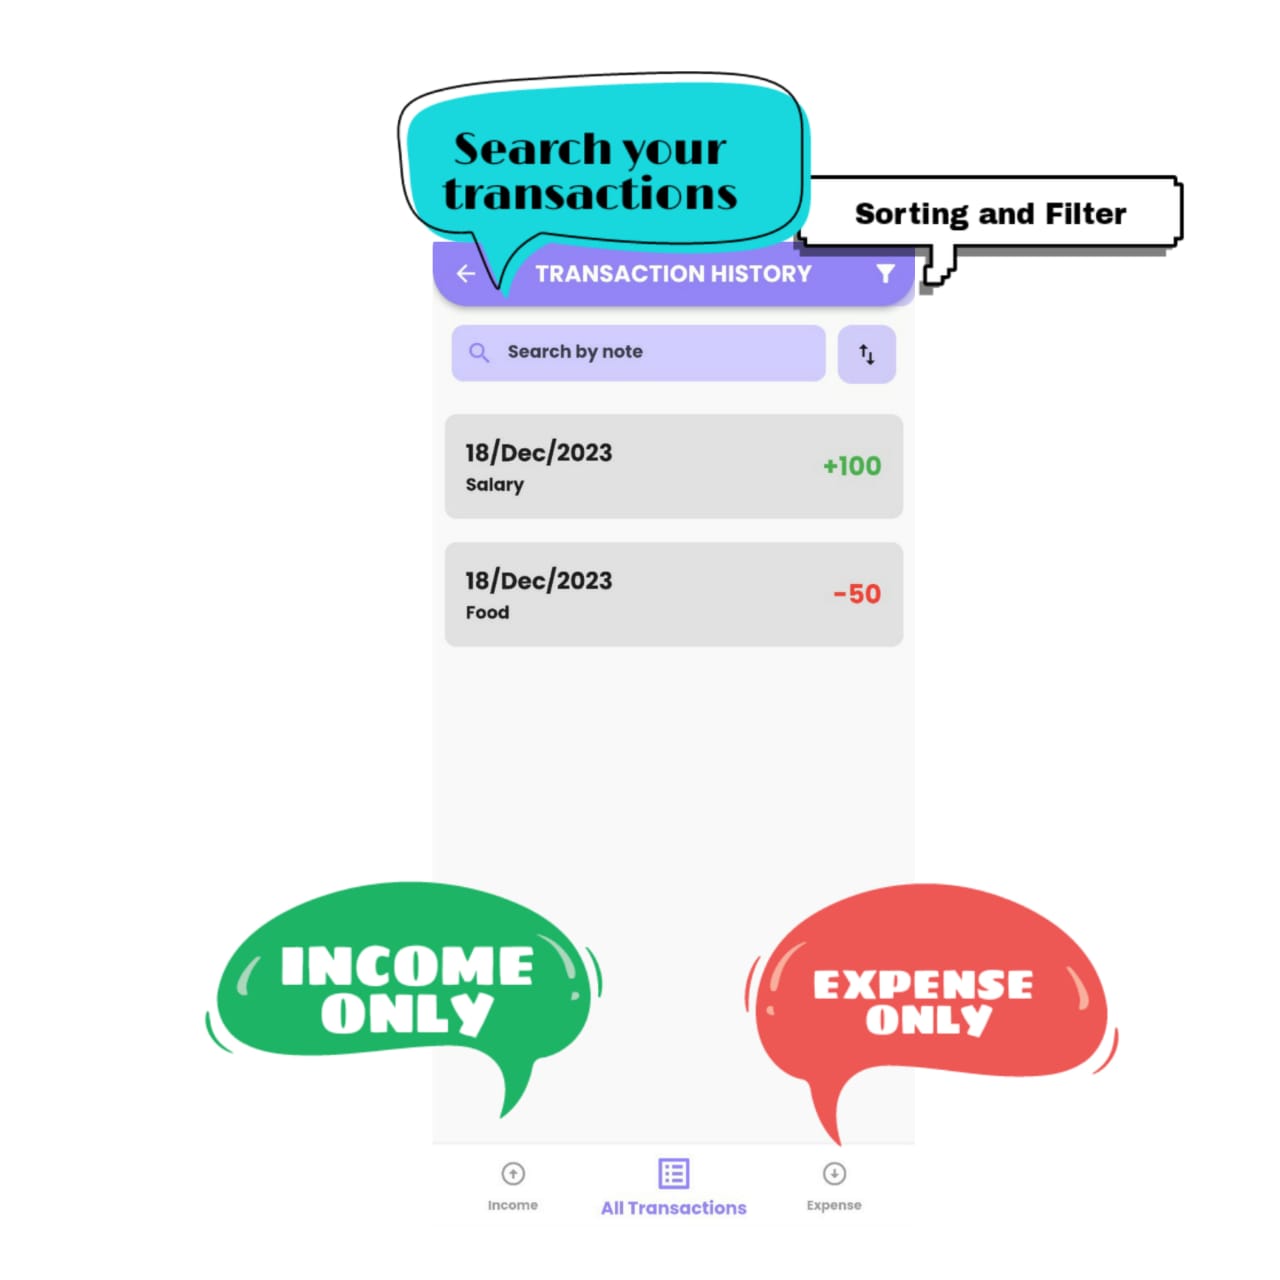 Search your
transactions
Sorting and Filter
TRANSACTION HISTORY
Search by note
18/Dec/2023
+100
Salary
18/Dec/2023
-50
Food
INCOME
ONLY
EXPENSE
ONLY
Income
All Transactions
Expense